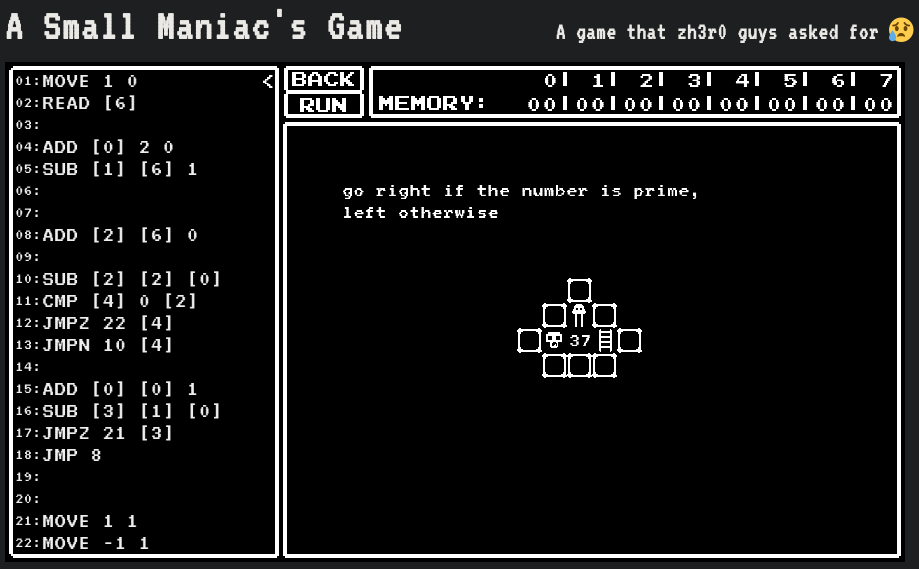 A Small Maniac's Game
A game that zh3r0 guys asked for 😥
01:MOVE 1 0 <
02:READ [6]
03:
04:ADD [0] 2 0
05:SUB [1] [6] 1
06:
07:
08:ADD [2] [6] 0
09:
10:SUB [2] [2] [0]
11:CMP [4] 0 [2]
12:JMPZ 22 [4]
13:JMPN 10 [4]
14:
15:ADD [0] [0] 1
16:SUB [3] [1] [0]
17:JMPZ 21 [3]
18:JMP 8
19:
20:
21:MOVE 1 1
22:MOVE -1 1
BACK
RUN
0| 1| 2| 3| 4| 5| 6| 7
MEMORY: 00|00|00|00|00|00|00|00
go right if the number is prime,
left otherwise
37